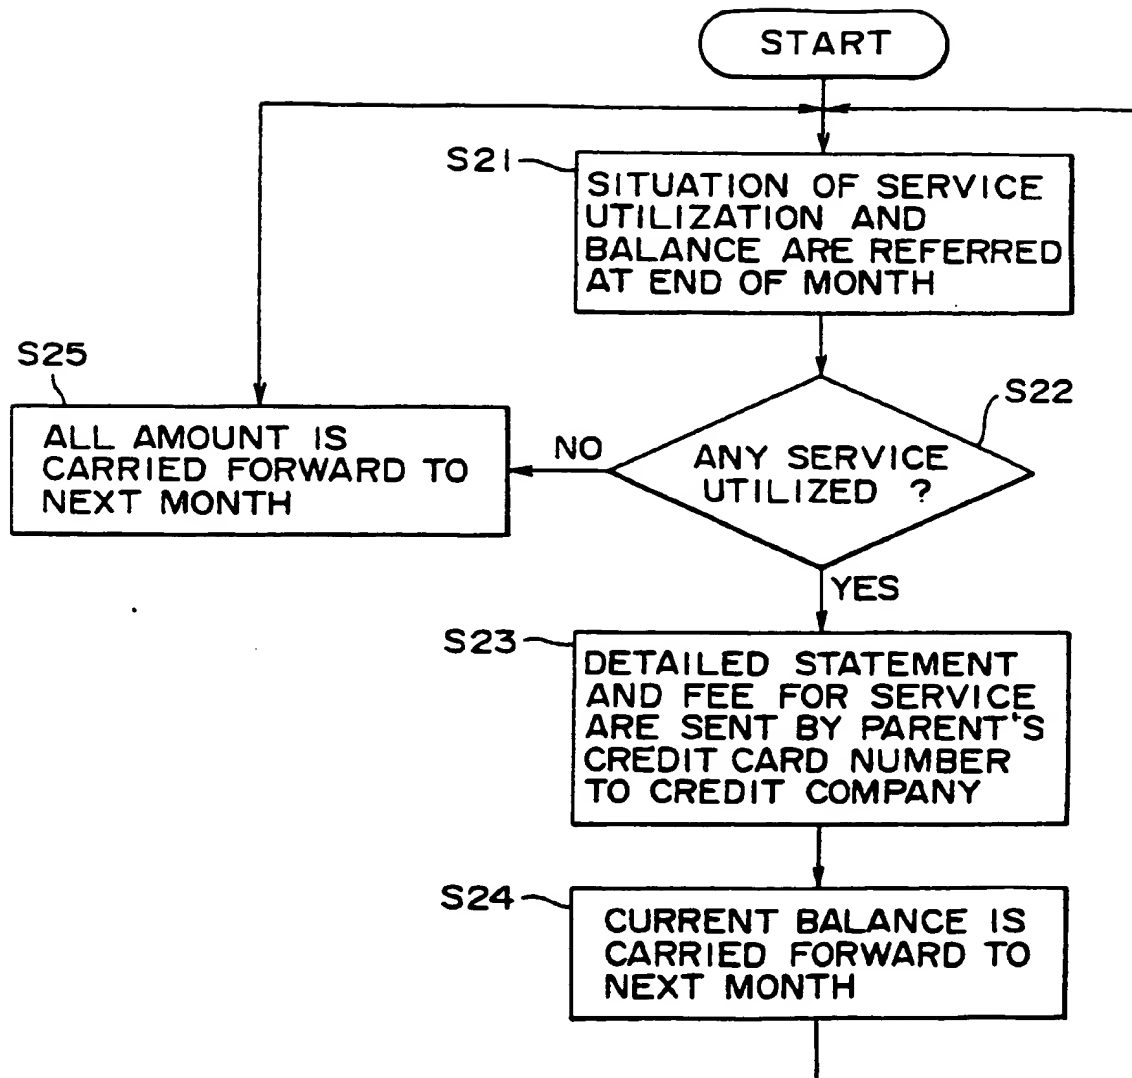 START
S21
SITUATION OF SERVICE
UTILIZATION AND
BALANCE ARE REFERRED
AT END OF MONTH
S25
ALL AMOUNT IS
CARRIED FORWARD TO
NEXT MONTH
NO
S22
ANY SERVICE
UTILIZED ?
YES
S23
DETAILED STATEMENT
AND FEE FOR SERVICE
ARE SENT BY PARENT'S
CREDIT CARD NUMBER
TO CREDIT COMPANY
S24
CURRENT BALANCE IS
CARRIED FORWARD TO
NEXT MONTH